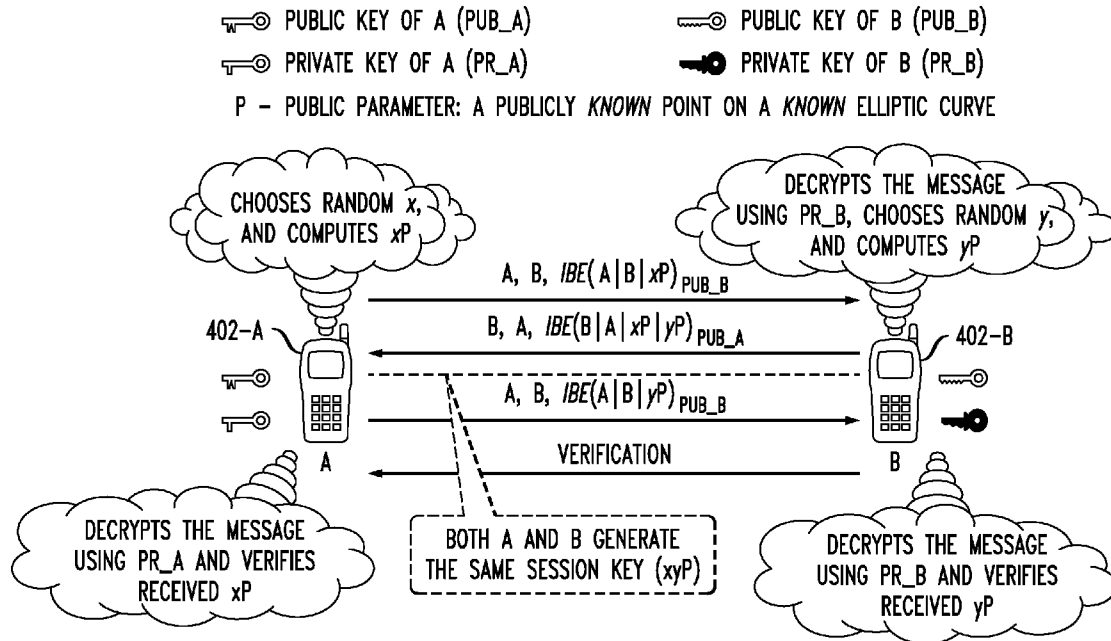 PUBLIC KEY OF A (PUB_A)
PUBLIC KEY OF B (PUB_B)
PRIVATE KEY OF A (PR_A)
PRIVATE KEY OF B (PR_B)
P – PUBLIC PARAMETER: A PUBLICLY KNOWN POINT ON A KNOWN ELLIPTIC CURVE
CHOOSES RANDOM x,
AND COMPUTES xP
DECRYPTS THE MESSAGE
USING PR_B, CHOOSES RANDOM y,
AND COMPUTES yP
A, B, IBE(A|B|xP)PUB_B
402-A
B, A, IBE(B|A|xP|yP)PUB_A
402-B
A, B, IBE(A|B|yP)PUB_B
A
VERIFICATION
B
DECRYPTS THE MESSAGE
USING PR_A AND VERIFIES
RECEIVED xP
BOTH A AND B GENERATE
THE SAME SESSION KEY (xyP)
DECRYPTS THE MESSAGE
USING PR_B AND VERIFIES
RECEIVED yP